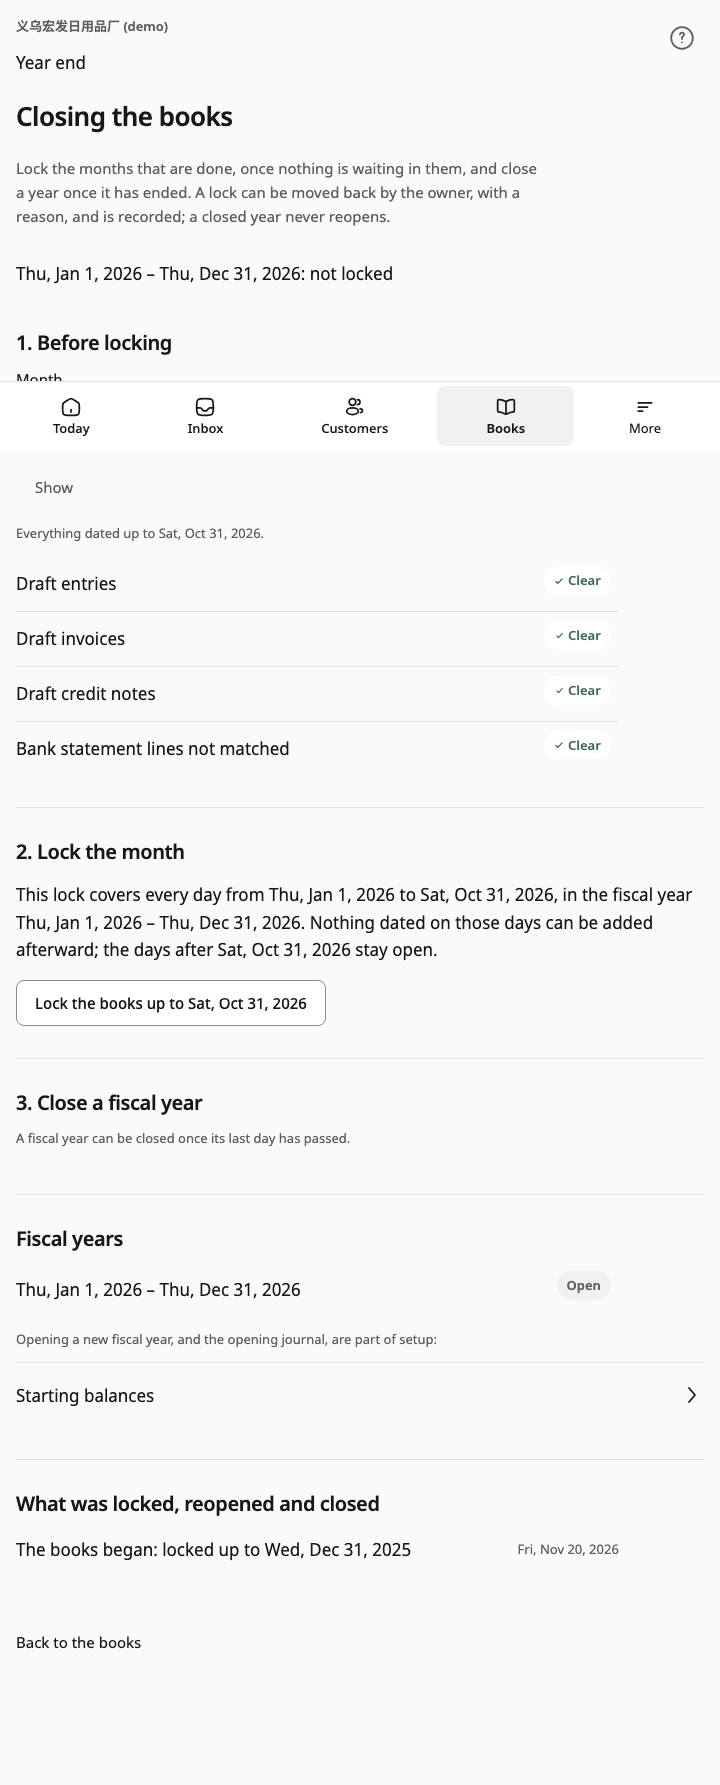 义乌宏发日用品厂 (demo)
Year end
Closing the books
Lock the months that are done, once nothing is waiting in them, and close
a year once it has ended. A lock can be moved back by the owner, with a
reason, and is recorded; a closed year never reopens.
Thu, Jan 1, 2026 – Thu, Dec 31, 2026: not locked
1. Before locking
Month
Today
Inbox
Customers
Books
More
Show
Everything dated up to Sat, Oct 31, 2026.
Draft entries
Clear
Draft invoices
Clear
Draft credit notes
Clear
Bank statement lines not matched
Clear
2. Lock the month
This lock covers every day from Thu, Jan 1, 2026 to Sat, Oct 31, 2026, in the fiscal year
Thu, Jan 1, 2026 – Thu, Dec 31, 2026. Nothing dated on those days can be added
afterward; the days after Sat, Oct 31, 2026 stay open.
Lock the books up to Sat, Oct 31, 2026
3. Close a fiscal year
A fiscal year can be closed once its last day has passed.
Fiscal years
Thu, Jan 1, 2026 – Thu, Dec 31, 2026
Open
Opening a new fiscal year, and the opening journal, are part of setup:
Starting balances
What was locked, reopened and closed
The books began: locked up to Wed, Dec 31, 2025
Fri, Nov 20, 2026
Back to the books